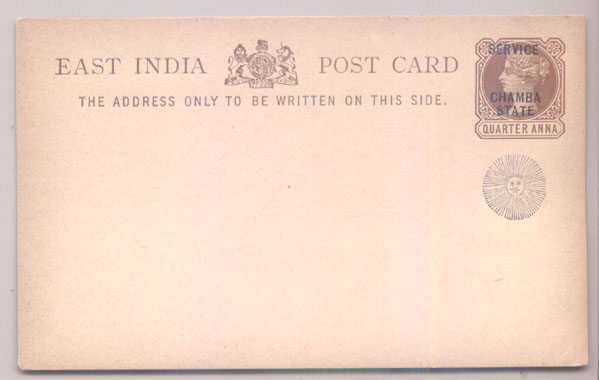 EAST INDIA POST CARD
THE ADDRESS ONLY TO BE WRITTEN ON THIS SIDE.
SERVICE
CHAMBA
STATE
QUARTER ANNA